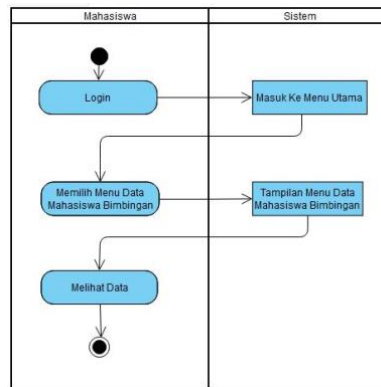 Mahasiswa
Sistem
Login
Masuk Ke Menu Utama
Memilih Menu Data
Mahasiswa Bimbingan
Tampilan Menu Data
Mahasiswa Bimbingan
Melihat Data